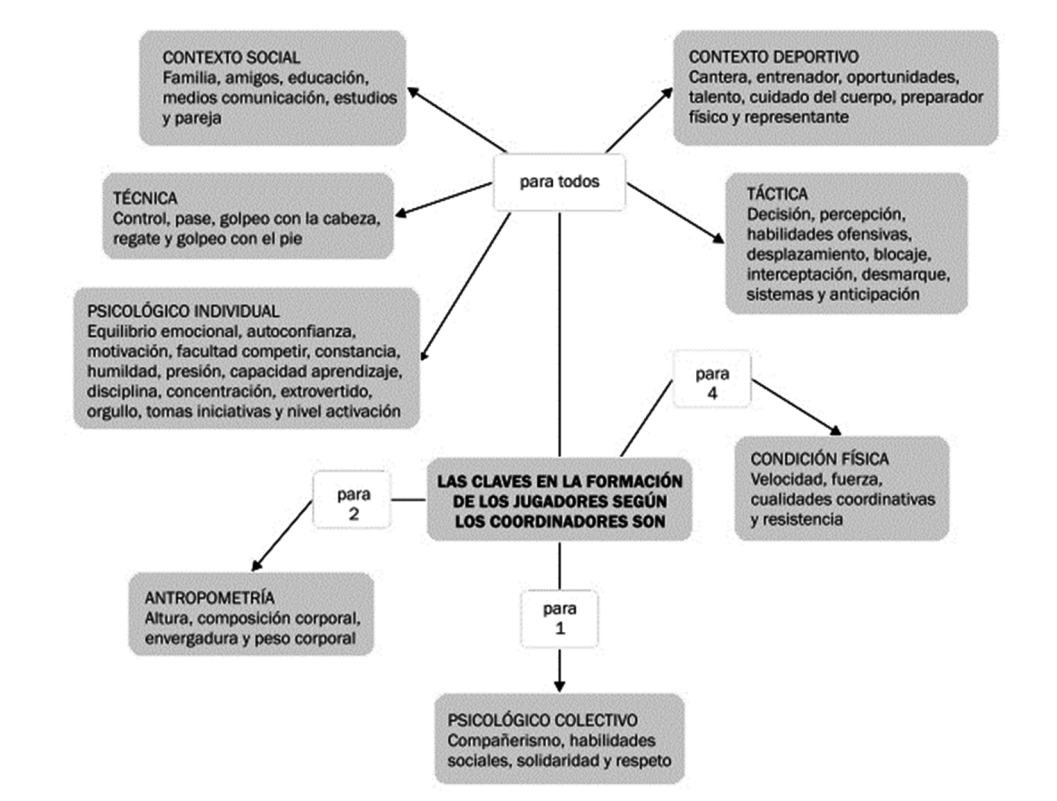 CONTEXTO SOCIAL
Familia, amigos, educación,
medios comunicación, estudios
y pareja
CONTEXTO DEPORTIVO
Cantera, entrenador, oportunidades,
talento, cuidado del cuerpo, preparador
físico y representante
para todos
TÉCNICA
Control, pase, golpeo con la cabeza,
regate y golpeo con el pie
TÁCTICA
Decisión, percepción,
habilidades ofensivas,
desplazamiento, blocaje,
interceptación, desmarque,
sistemas y anticipación
PSICOLÓGICO INDIVIDUAL
Equilibrio emocional, autoconfianza,
motivación, facultad competir, constancia,
humildad, presión, capacidad aprendizaje,
disciplina, concentración, extrovertido,
orgullo, tomas iniciativas y nivel activación
para
4
CONDICIÓN FÍSICA
Velocidad, fuerza,
cualidades coordinativas
y resistencia
LAS CLAVES EN LA FORMACIÓN
DE LOS JUGADORES SEGÚN
LOS COORDINADORES SON
para
2
ANTROPOMETRÍA
Altura, composición corporal,
envergadura y peso corporal
para
1
PSICOLÓGICO COLECTIVO
Compañerismo, habilidades
sociales, solidaridad y respeto